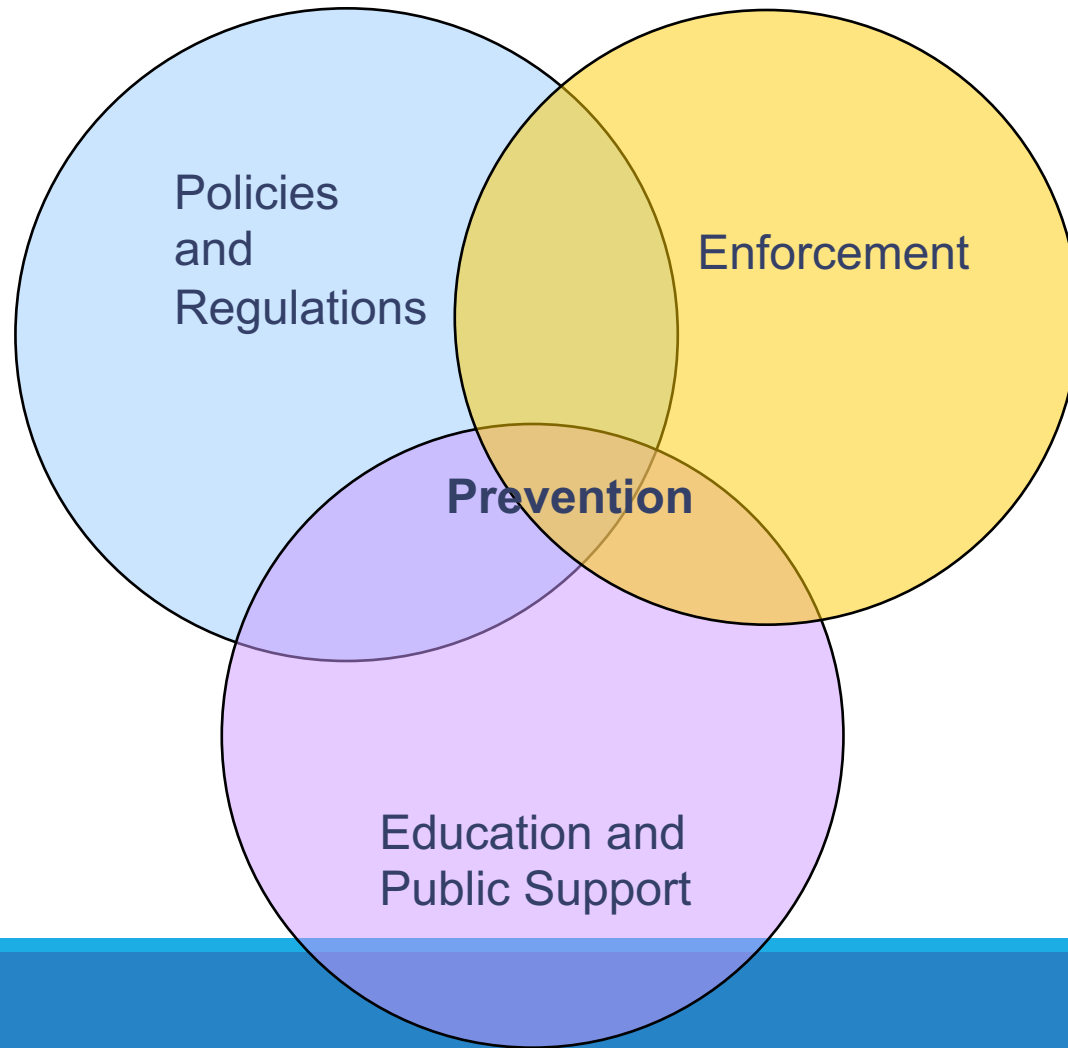 Policies
and
Regulations
Enforcement
Prevention
Education and
Public Support